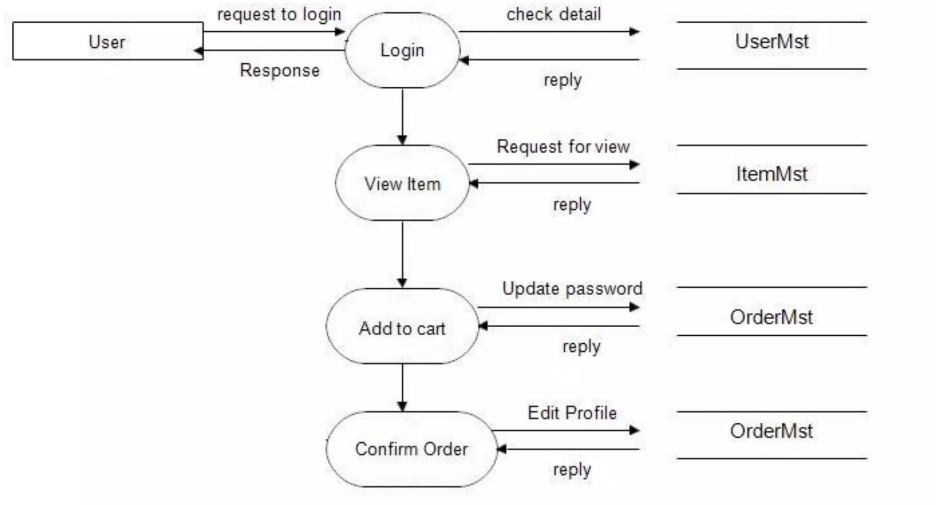 request to login
check detail
User
Login
UserMst
Response
reply
Request for view
View Item
ItemMst
reply
Update password
Add to cart
OrderMst
reply
Edit Profile
Confirm Order
OrderMst
reply